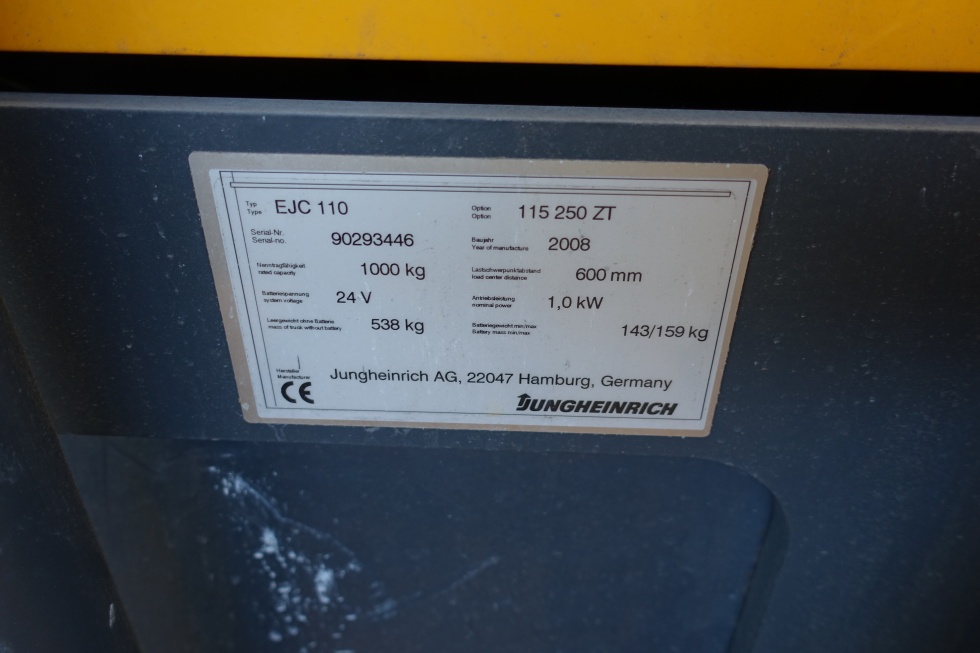 Typ
Type EJC 110
Option
Option 115 250 ZT
Serial-Nr.
Serial-no. 90293446
Baujahr
Year of manufacture 2008
Nenntragfähigkeit
rated capacity 1000 kg
Lastschwerpunktabstand
load center distance 600 mm
Batteriespannung
system voltage 24 V
Antriebsleistung
nominal power 1,0 kW
Leergewicht ohne Batterie
mass of truck without battery 538 kg
Batteriegewicht min/max
Battery mass min/max 143/159 kg
Hersteller
Manufacturer Jungheinrich AG, 22047 Hamburg, Germany
CE
JUNGHEINRICH